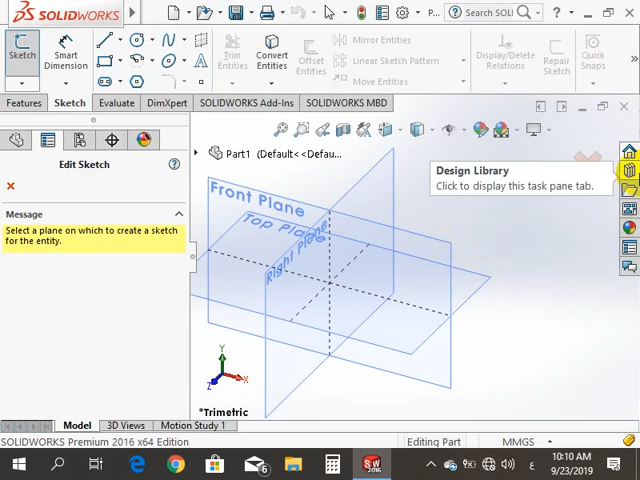 SOLIDWORKS
P...
Search SOLI
Sketch
Smart Dimension
Trim Entities
Convert Entities
Offset Entities
Mirror Entities
Linear Sketch Pattern
Move Entities
Display/Delete Relations
Repair Sketch
Quick Snaps
Features
Sketch
Evaluate
DimXpert
SOLIDWORKS Add-Ins
SOLIDWORKS MBD
Edit Sketch
Message
Select a plane on which to create a sketch
for the entity.
Part1 (Default<<Defau...
Design Library
Click to display this task pane tab.
Front Plane
Top Plane
Right Plane
Y
X
Z
*Trimetric
Model
3D Views
Motion Study 1
SOLIDWORKS Premium 2016 x64 Edition
Editing Part
MMGS
6
SW
2016
ع
10:10 AM
9/23/2019